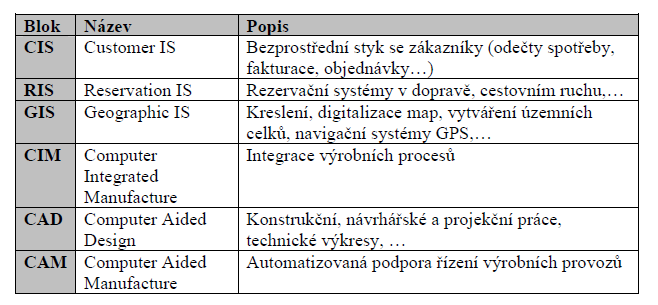 Blok Název Popis
CIS Customer IS Bezprostřední styk se zákazníky (odečty spotřeby,
fakturace, objednávky…)
RIS Reservation IS Rezervační systémy v dopravě, cestovním ruchu,…
GIS Geographic IS Kreslení, digitalizace map, vytváření územních
celků, navigační systémy GPS,…
CIM Computer Integrace výrobních procesů
Integrated
Manufacture
CAD Computer Aided Konstrukční, návrhářské a projekční práce,
Design technické výkresy, …
CAM Computer Aided Automatizovaná podpora řízení výrobních provozů
Manufacture